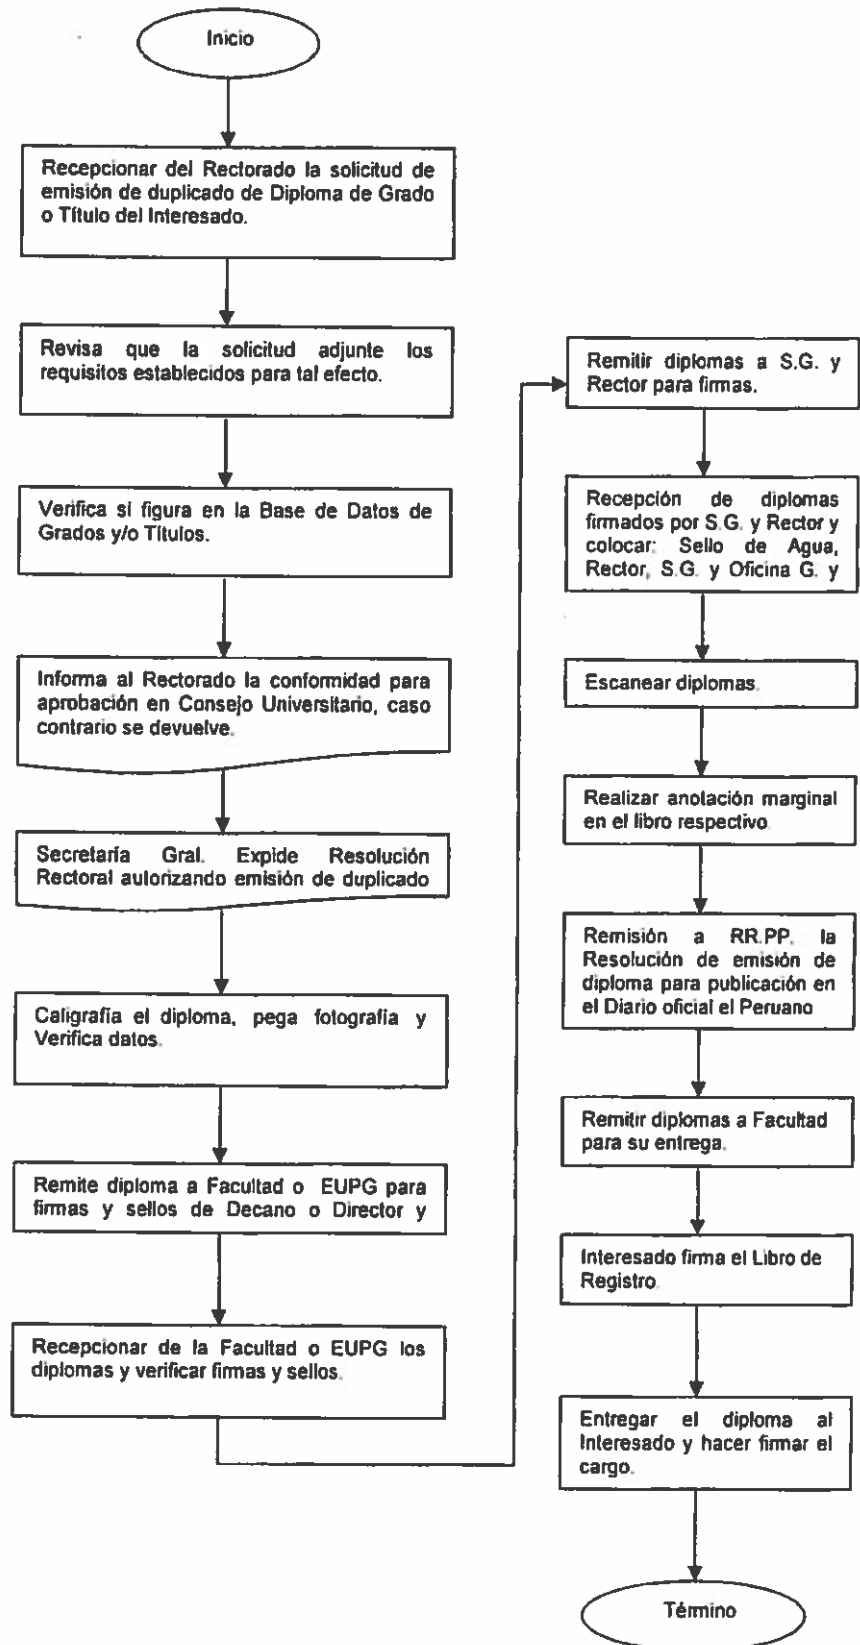 Inicio
Recepcionar del Rectorado la solicitud de
emisión de duplicado de Diploma de Grado
o Título del Interesado.
Revisa que la solicitud adjunte los
requisitos establecidos para tal efecto.
Verifica si figura en la Base de Datos de
Grados y/o Títulos.
Informa al Rectorado la conformidad para
aprobación en Consejo Universitario, caso
contrario se devuelve.
Secretaría Gral. Expide Resolución
Rectoral autorizando emisión de duplicado
Caligrafía el diploma, pega fotografía y
Verifica datos.
Remite diploma a Facultad o EUPG para
firmas y sellos de Decano o Director y
Recepcionar de la Facultad o EUPG los
diplomas y verificar firmas y sellos.
Remitir diplomas a S.G. y
Rector para firmas.
Recepción de diplomas
firmados por S.G. y Rector y
colocar: Sello de Agua,
Rector, S.G. y Oficina G. y
Escanear diplomas.
Realizar anotación marginal
en el libro respectivo.
Remisión a RR.PP. la
Resolución de emisión de
diploma para publicación en
el Diario oficial el Peruano
Remitir diplomas a Facultad
para su entrega.
Interesado firma el Libro de
Registro.
Entregar el diploma al
Interesado y hacer firmar el
cargo.
Término